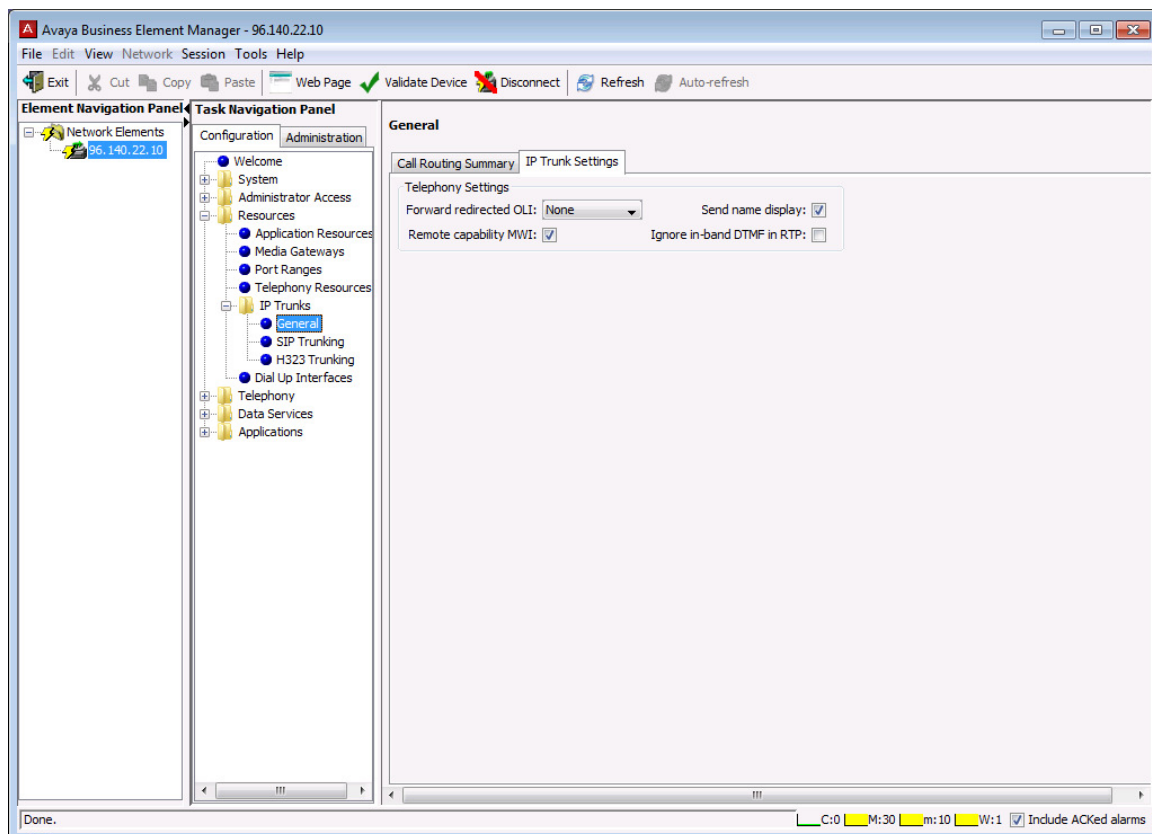 A Avaya Business Element Manager - 96.140.22.10
File Edit View Network Session Tools Help
Exit Cut Copy Paste Web Page Validate Device Disconnect Refresh Auto-refresh
Element Navigation Panel
Network Elements
96.140.22.10
Task Navigation Panel
Configuration Administration
Welcome
System
Administrator Access
Resources
Application Resources
Media Gateways
Port Ranges
Telephony Resources
IP Trunks
General
SIP Trunking
H323 Trunking
Dial Up Interfaces
Telephony
Data Services
Applications
General
Call Routing Summary IP Trunk Settings
Telephony Settings
Forward redirected OLI: None Send name display:
Remote capability MWI: Ignore in-band DTMF in RTP:
Done. C:0 M:30 m:10 W:1 Include ACKed alarms